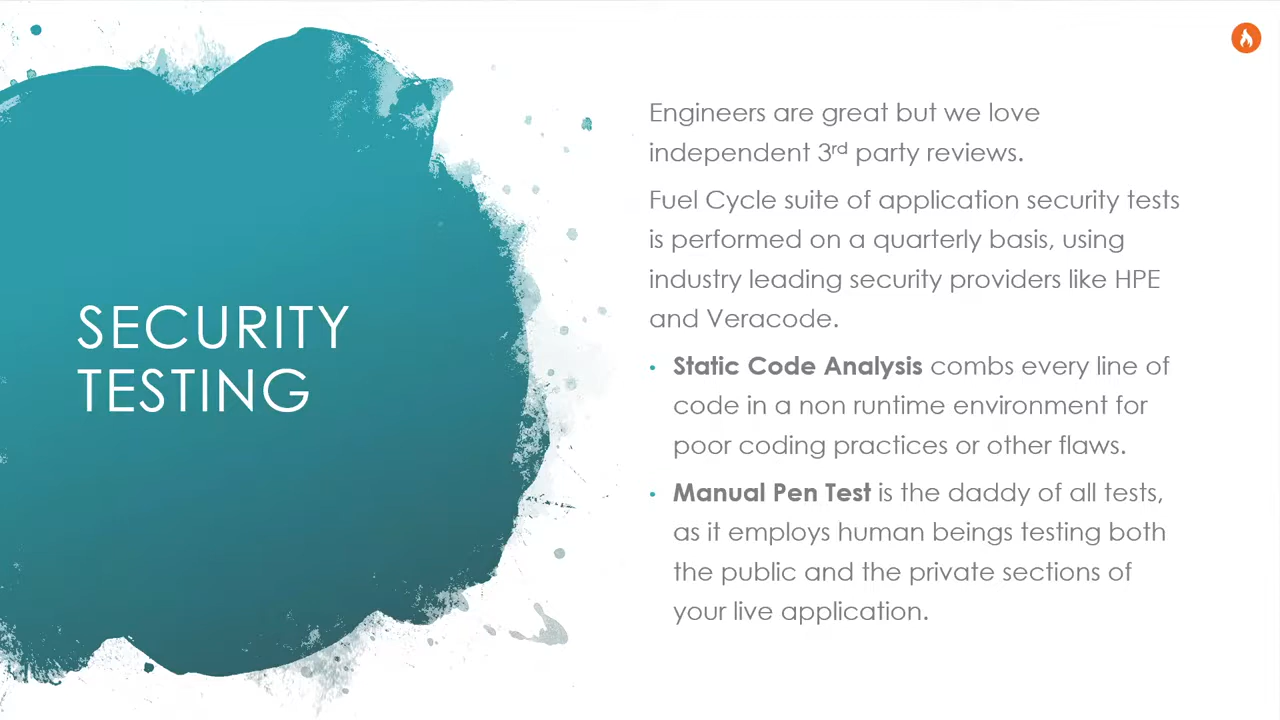 SECURITY
TESTING
Engineers are great but we love
independent 3rd party reviews.
Fuel Cycle suite of application security tests
is performed on a quarterly basis, using
industry leading security providers like HPE
and Veracode.
• Static Code Analysis combs every line of
code in a non runtime environment for
poor coding practices or other flaws.
• Manual Pen Test is the daddy of all tests,
as it employs human beings testing both
the public and the private sections of
your live application.